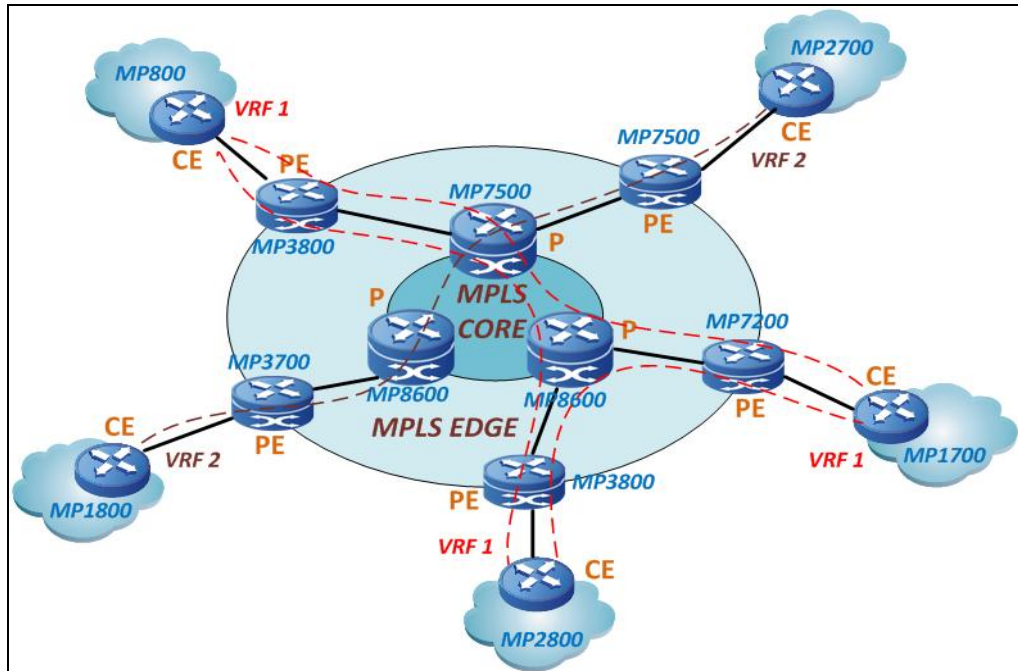 MP800
VRF 1
CE
PE
MP3800
MP2700
CE
VRF 2
MP7500
PE
MP7500
P
MPLS
CORE
P
MP8600
P
MP8600
MP7200
PE
CE
MP1700
VRF 1
MP3700
PE
MPLS EDGE
CE
VRF 2
MP1800
PE
MP3800
VRF 1
CE
MP2800